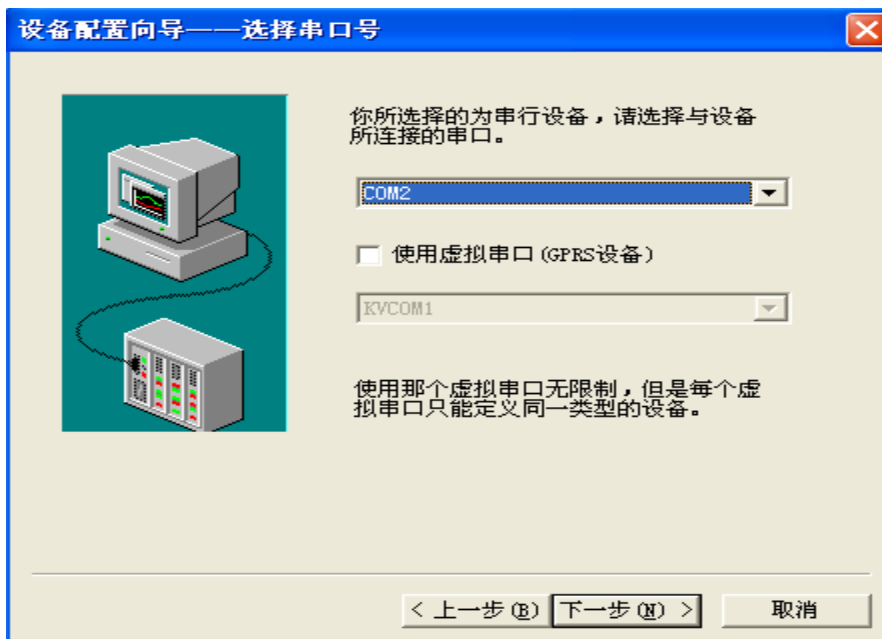 设备配置向导——选择串口号
你所选择的为串行设备，请选择与设备
所连接的串口。
COM2
使用虚拟串口(GPRS设备)
KVCOM1
使用那个虚拟串口无限制，但是每个虚
拟串口只能定义同一类型的设备。
< 上一步(B) 下一步(N) > 取消